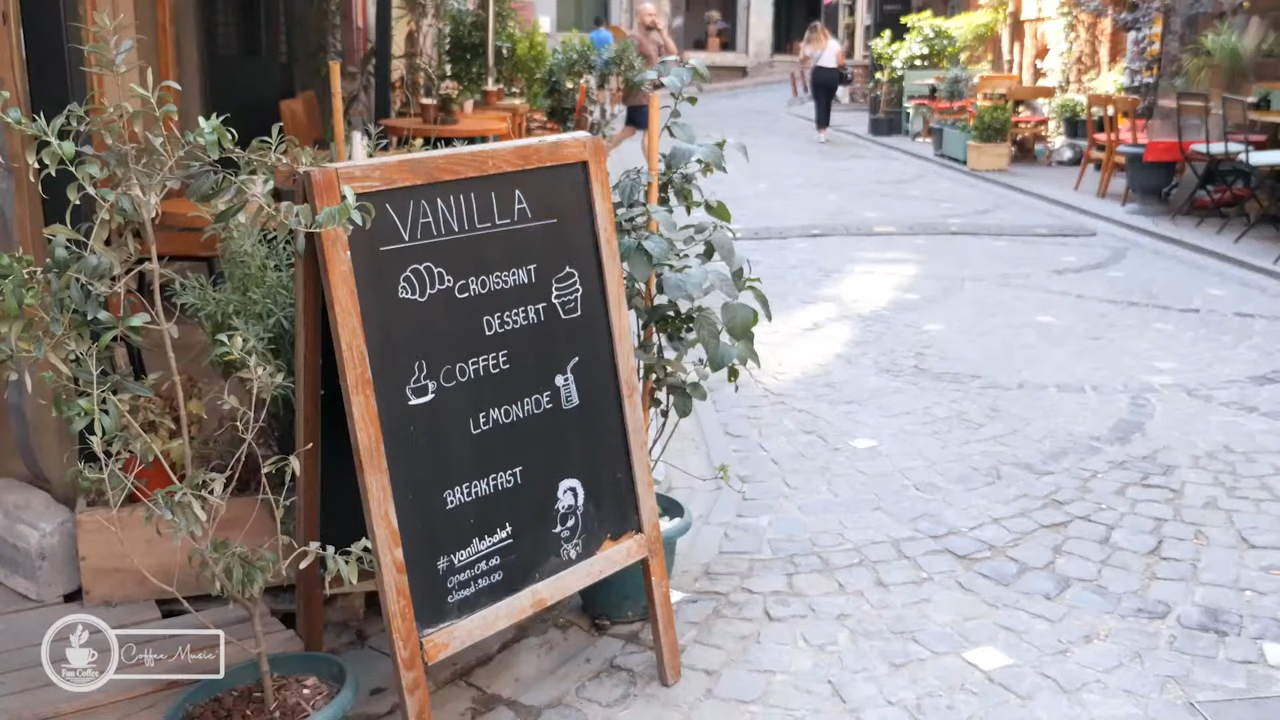 VANILLA
CROISSANT
DESSERT
COFFEE
LEMONADE
BREAKFAST
#vanillabalat
open:08.00
closed:20.00
Fun Coffee
Coffee Music